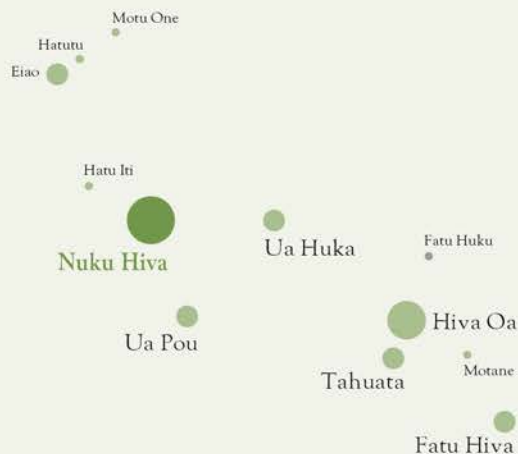 Motu One
Hatutu
Eiao
Hatu Iti
Nuku Hiva
Ua Huka
Fatu Huku
Hiva Oa
Ua Pou
Tahuata
Motane
Fatu Hiva